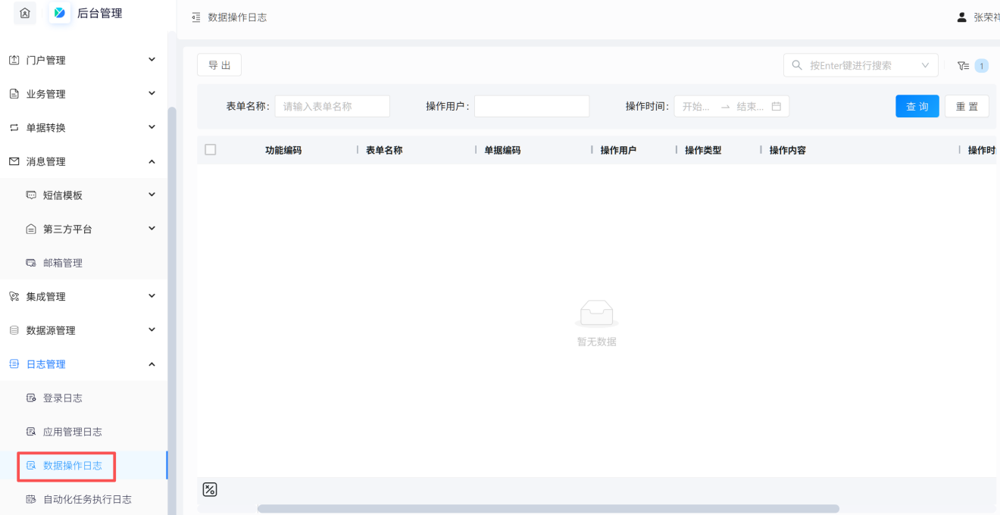 后台管理
数据操作日志
张荣祥
门户管理
业务管理
单据转换
消息管理
短信模板
第三方平台
邮箱管理
集成管理
数据源管理
日志管理
登录日志
应用管理日志
数据操作日志
自动化任务执行日志
导 出
按Enter键进行搜索
1
表单名称: 请输入表单名称 操作用户: 操作时间: 开始... → 结束... 查 询 重 置
功能编码 表单名称 单据编码 操作用户 操作类型 操作内容 操作时
暂无数据